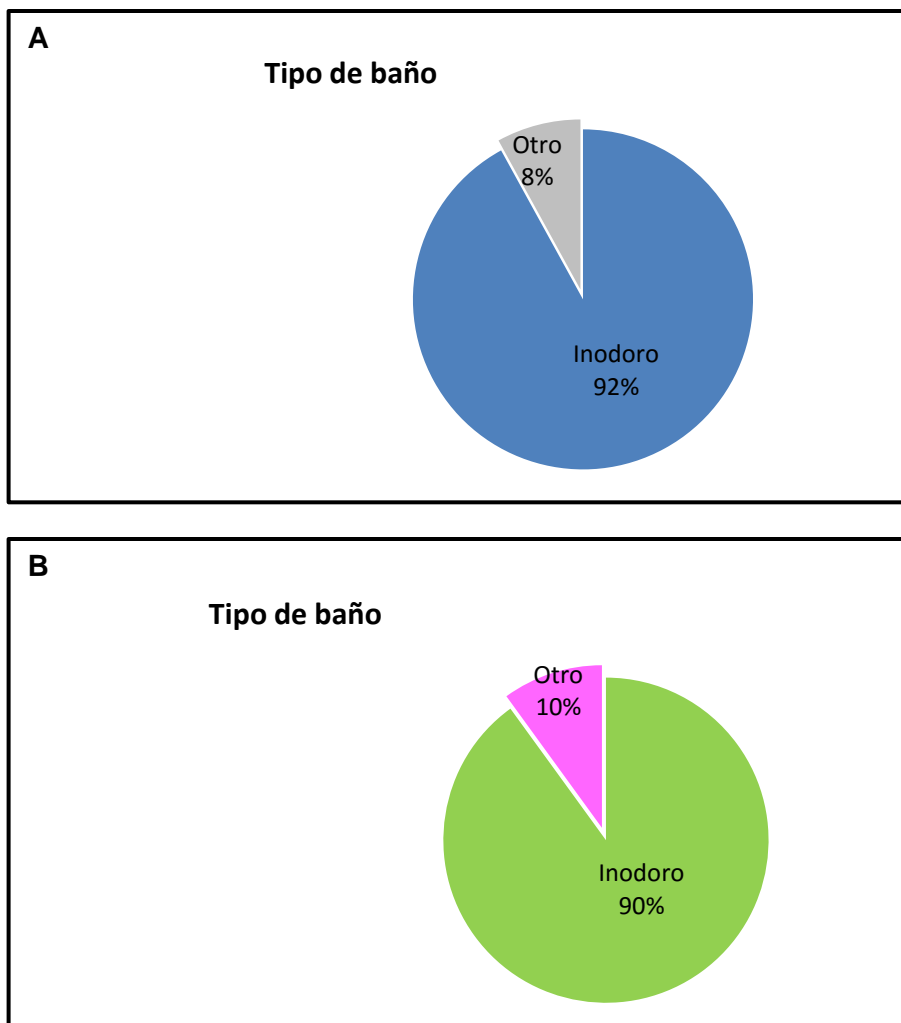 A
Tipo de baño
Otro
8%
Inodoro
92%
B
Tipo de baño
Otro
10%
Inodoro
90%